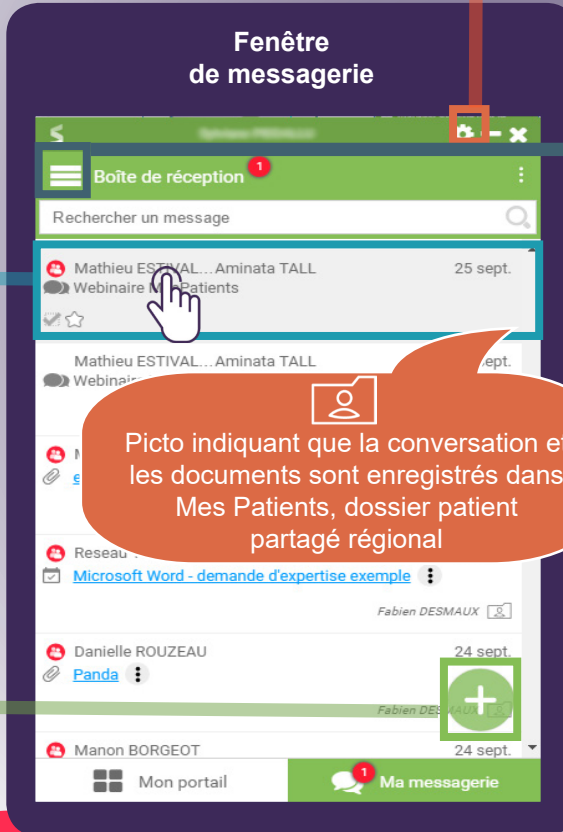 Fenêtre
de messagerie
Boîte de réception 1
Rechercher un message
Mathieu ESTIVAL... Aminata TALL 25 sept.
Webinaire Patients
Mathieu ESTIVAL... Aminata TALL sept.
Picto indiquant que la conversation et
les documents sont enregistrés dans
Mes Patients, dossier patient
partagé régional
Reseau
Microsoft Word - demande d'expertise exemple
Fabien DESMAUX
Danielle ROUZEAU 24 sept.
Panda
Fabien
Manon BORGEOT 24 sept.
Mon portail
1 Ma messagerie